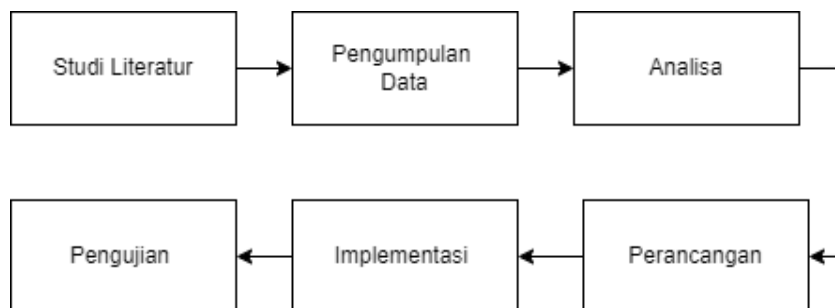 Studi Literatur
Pengumpulan
Data
Analisa
Perancangan
Implementasi
Pengujian